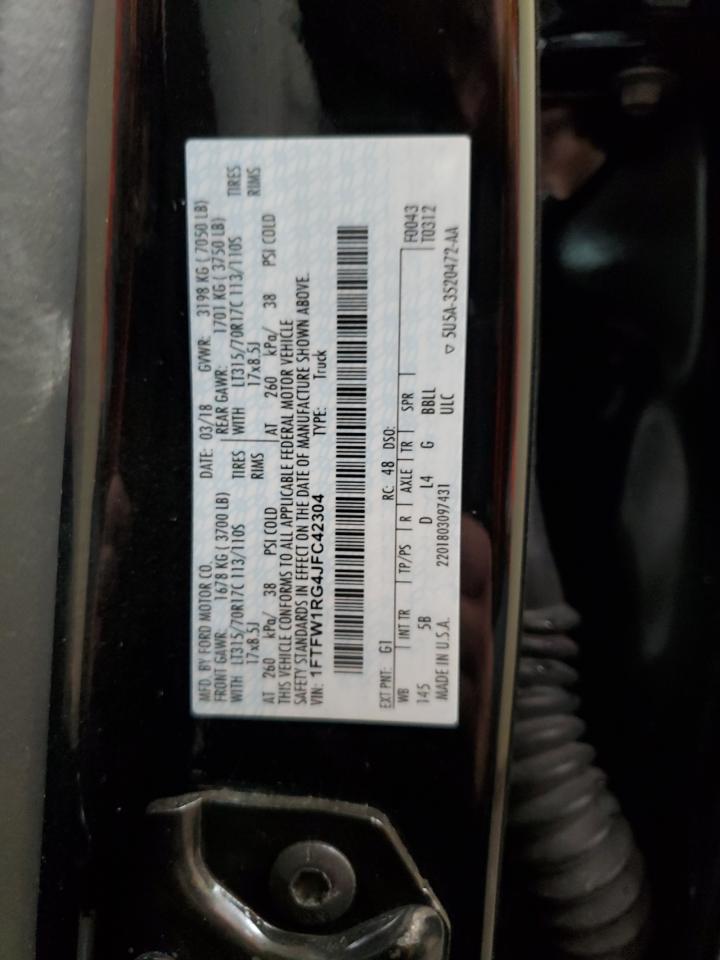 MFD. BY FORD MOTOR CO.
DATE: 03/18 GVWR: 3198 KG ( 7050 LB)
FRONT GAWR: 1678 KG ( 3700 LB) REAR GAWR: 1701 KG ( 3750 LB)
WITH LT315/70R17C 113/110S TIRES WITH LT315/70R17C 113/110S TIRES
17x8.5J RIMS 17x8.5J RIMS
AT 260 kPa/ 38 PSI COLD AT 260 kPa/ 38 PSI COLD
THIS VEHICLE CONFORMS TO ALL APPLICABLE FEDERAL MOTOR VEHICLE
SAFETY STANDARDS IN EFFECT ON THE DATE OF MANUFACTURE SHOWN ABOVE.
VIN: 1FTFW1RG4JFC42304 TYPE: Truck
EXT PNT: G1 RC: 48 DSO: F0043
WB INT TR TP/PS R AXLE TR SPR T0312
145 5B D L4 G BBLL
ULC
MADE IN U.S.A. 2201803097431 ▽ 5U5A-3520472-AA